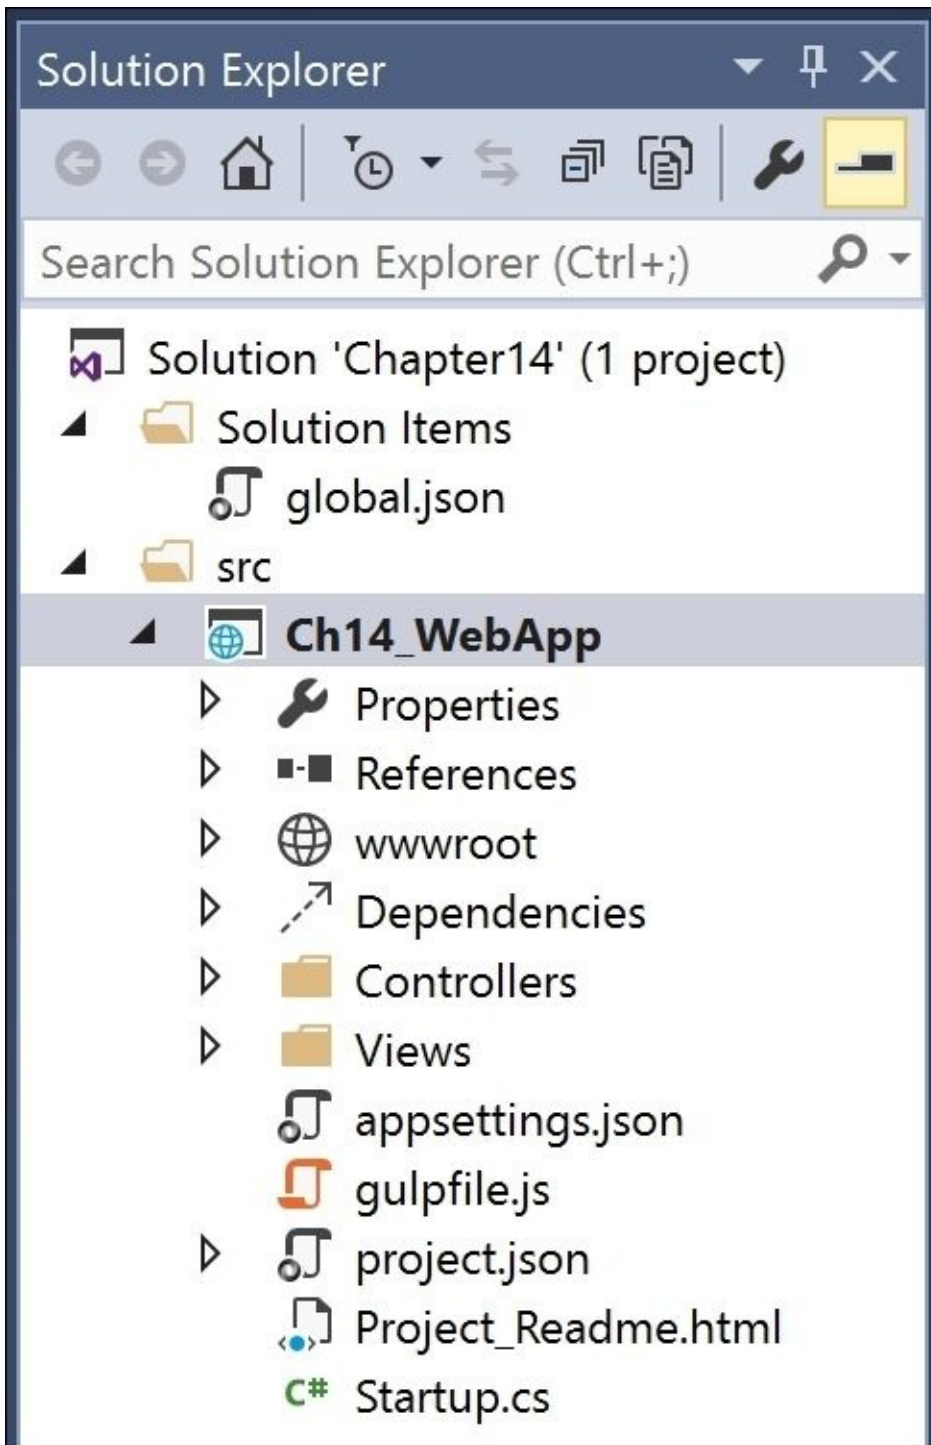 Solution Explorer
Search Solution Explorer (Ctrl+;)
Solution 'Chapter14' (1 project)
Solution Items
global.json
src
Ch14_WebApp
Properties
References
wwwroot
Dependencies
Controllers
Views
appsettings.json
gulpfile.js
project.json
Project_Readme.html
C# Startup.cs